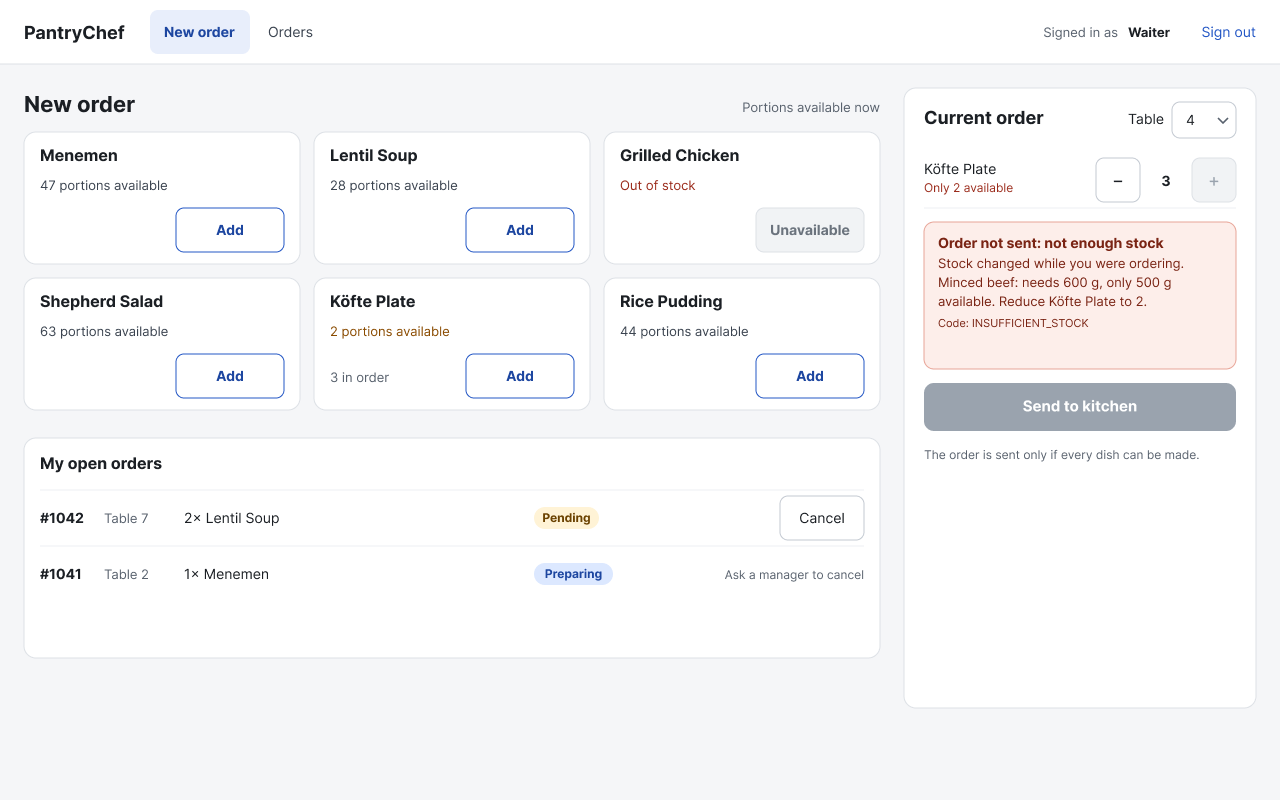 PantryChef
New order
Orders
Signed in as Waiter
Sign out
New order
Portions available now
Menemen
47 portions available
Add
Lentil Soup
28 portions available
Add
Grilled Chicken
Out of stock
Unavailable
Shepherd Salad
63 portions available
Add
Köfte Plate
2 portions available
3 in order
Add
Rice Pudding
44 portions available
Add
My open orders
#1042 Table 7 2× Lentil Soup Pending Cancel
#1041 Table 2 1× Menemen Preparing Ask a manager to cancel
Current order
Table 4
Köfte Plate
Only 2 available
− 3 +
Order not sent: not enough stock
Stock changed while you were ordering.
Minced beef: needs 600 g, only 500 g
available. Reduce Köfte Plate to 2.
Code: INSUFFICIENT_STOCK
Send to kitchen
The order is sent only if every dish can be made.